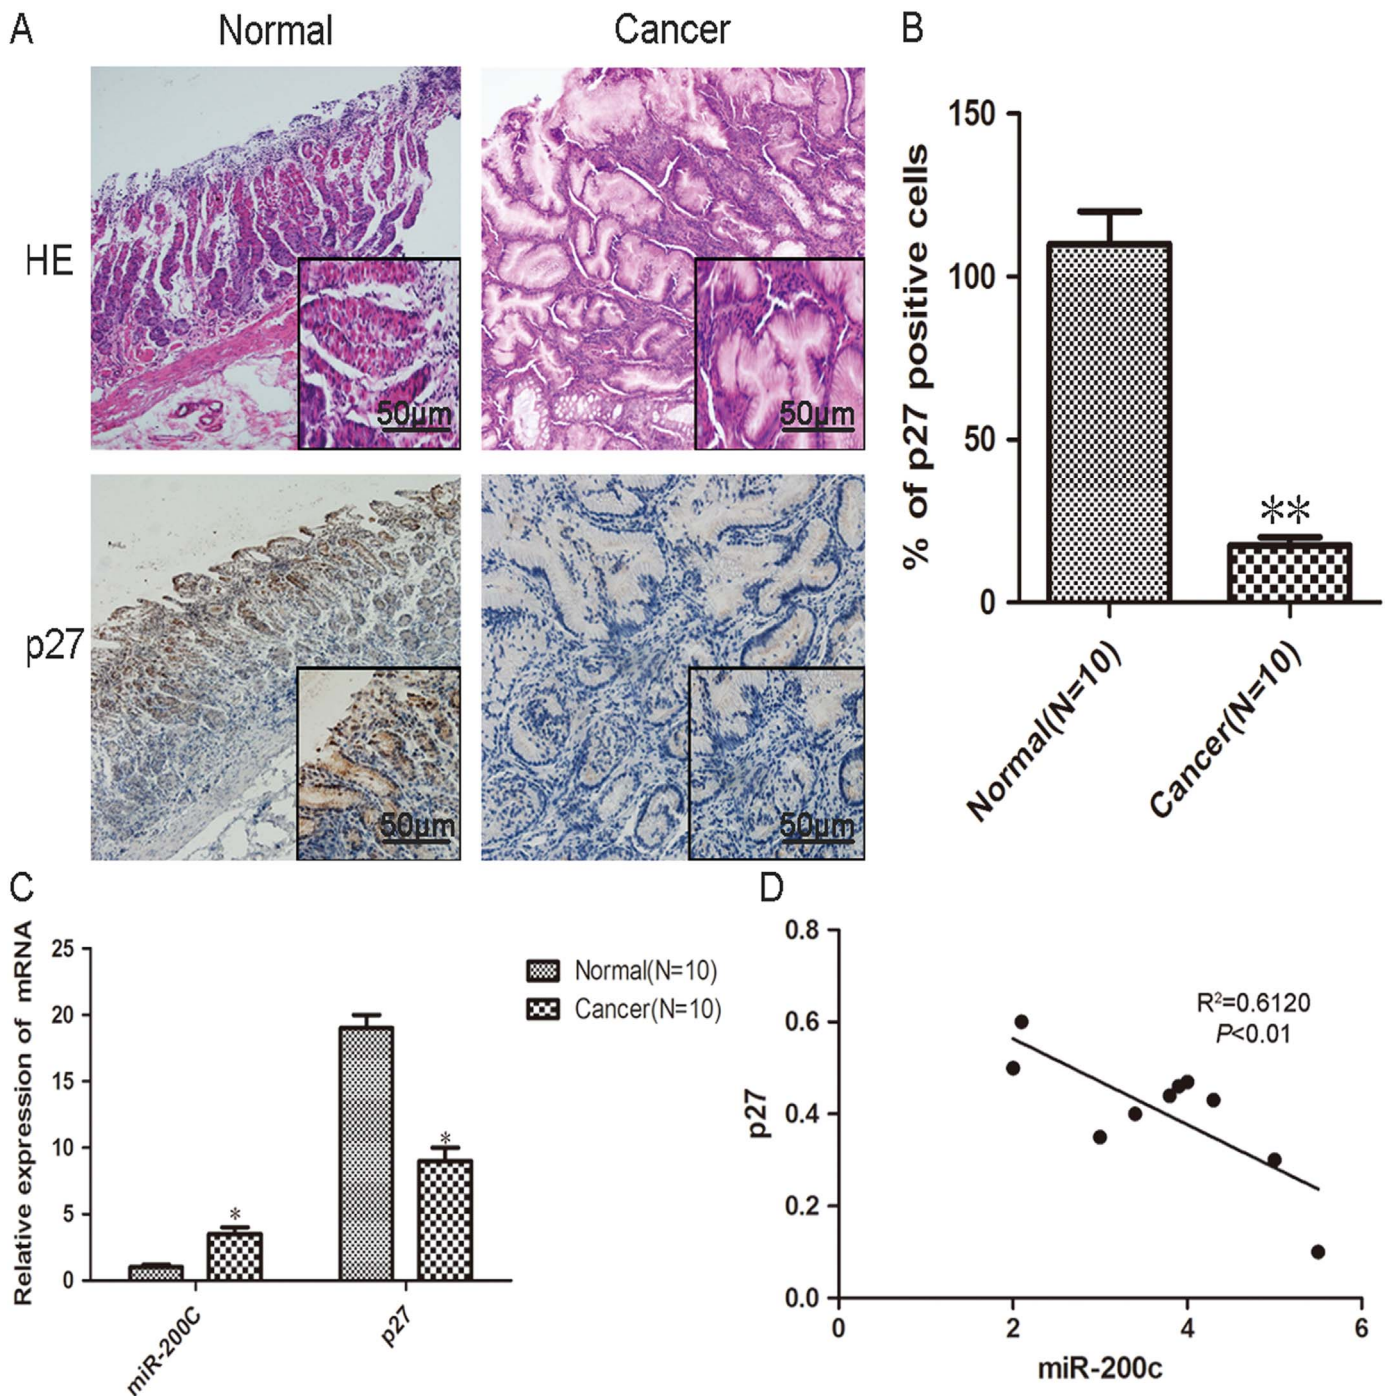 A
Normal
Cancer
HE
50µm
50µm
p27
50µm
50µm
B
% of p27 positive cells
150
100
50
0
**
Normal(N=10)
Cancer(N=10)
C
Relative expression of mRNA
25
20
15
10
5
0
*
*
miR-200C
p27
Normal(N=10)
Cancer(N=10)
D
p27
0.8
0.6
0.4
0.2
0.0
R²=0.6120
P<0.01
0
2
4
6
miR-200c